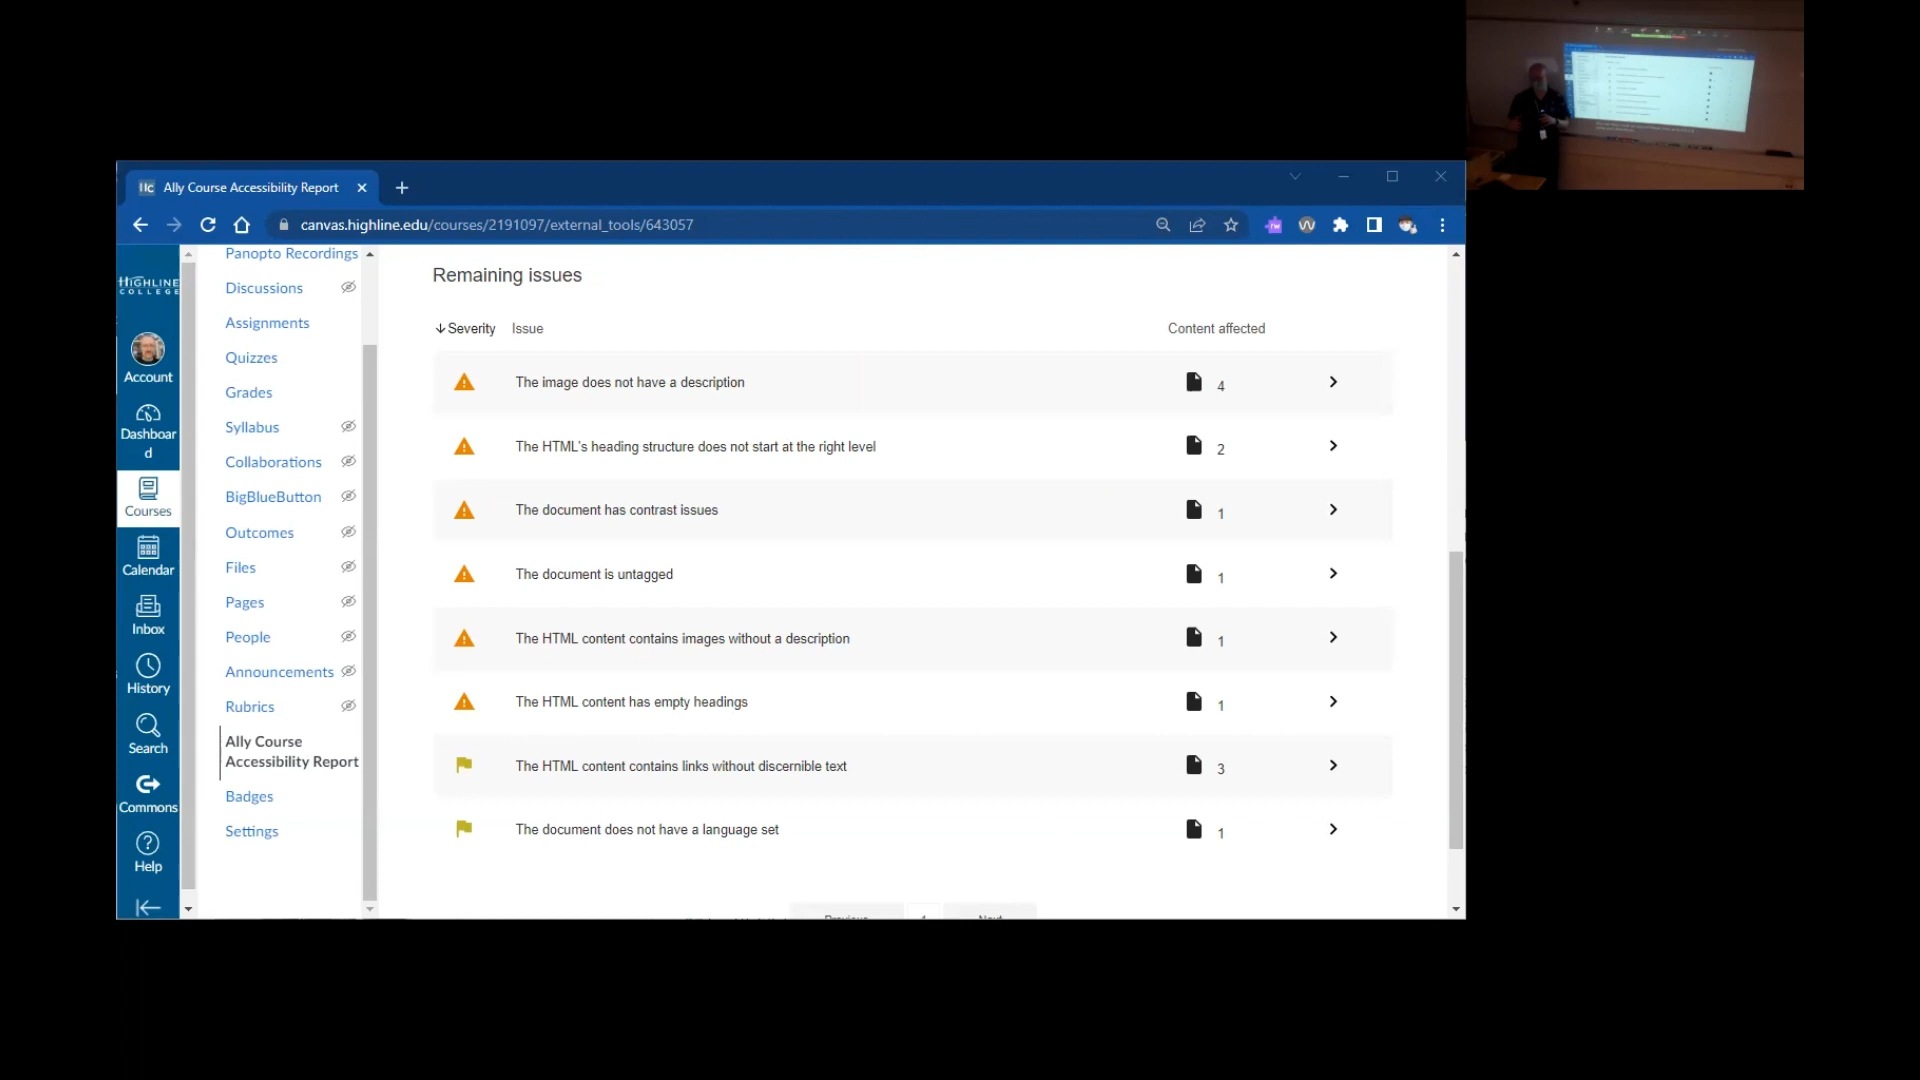 Ally Course Accessibility Report
canvas.highline.edu/courses/2191097/external_tools/643057
HIGHLINE
COLLEGE
Account
Dashboar
d
Courses
Calendar
Inbox
History
Search
Commons
Help
Panopto Recordings
Discussions
Assignments
Quizzes
Grades
Syllabus
Collaborations
BigBlueButton
Outcomes
Files
Pages
People
Announcements
Rubrics
Ally Course
Accessibility Report
Badges
Settings
Remaining issues
Severity Issue Content affected
The image does not have a description 4
The HTML's heading structure does not start at the right level 2
The document has contrast issues 1
The document is untagged 1
The HTML content contains images without a description 1
The HTML content has empty headings 1
The HTML content contains links without discernible text 3
The document does not have a language set 1
Previous Next